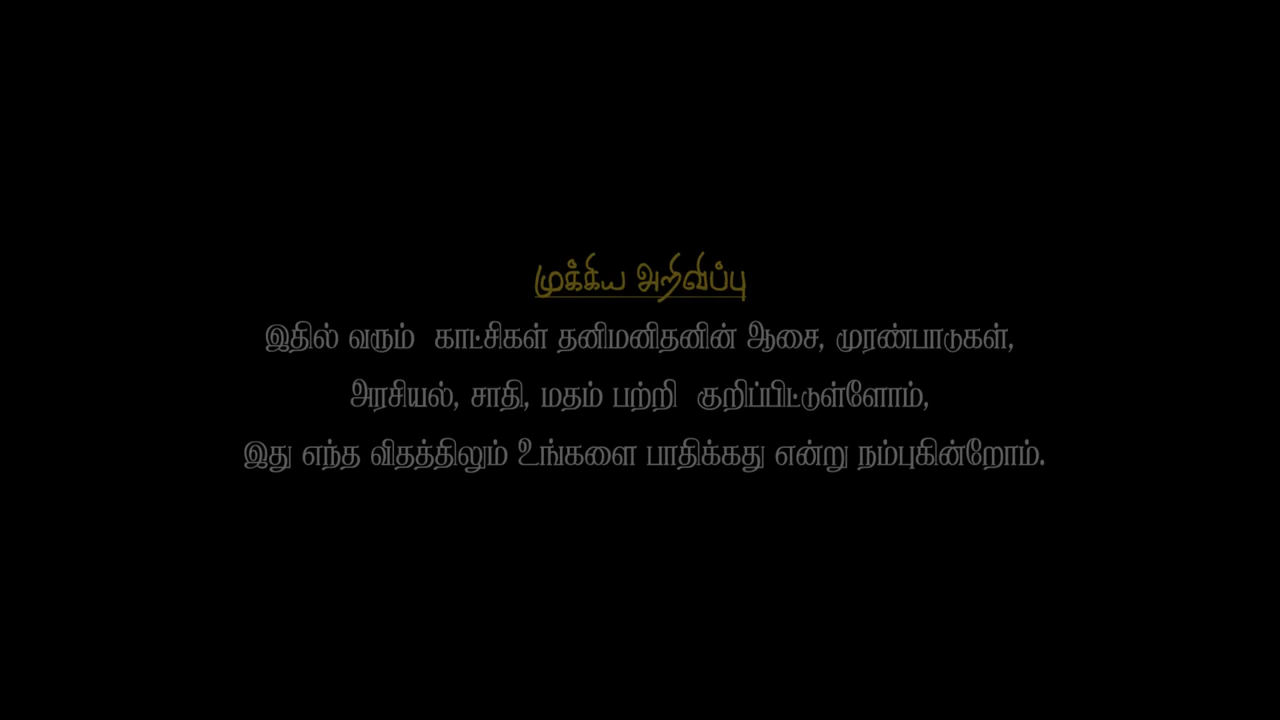 முக்கிய அறிவிப்பு
இதில் வரும் காட்சிகள் தனிமனிதனின் ஆசை, முரண்பாடுகள்,
அரசியல், சாதி, மதம் பற்றி குறிப்பிட்டுள்ளோம்,
இது எந்த விதத்திலும் உங்களை பாதிக்கது என்று நம்புகின்றோம்.